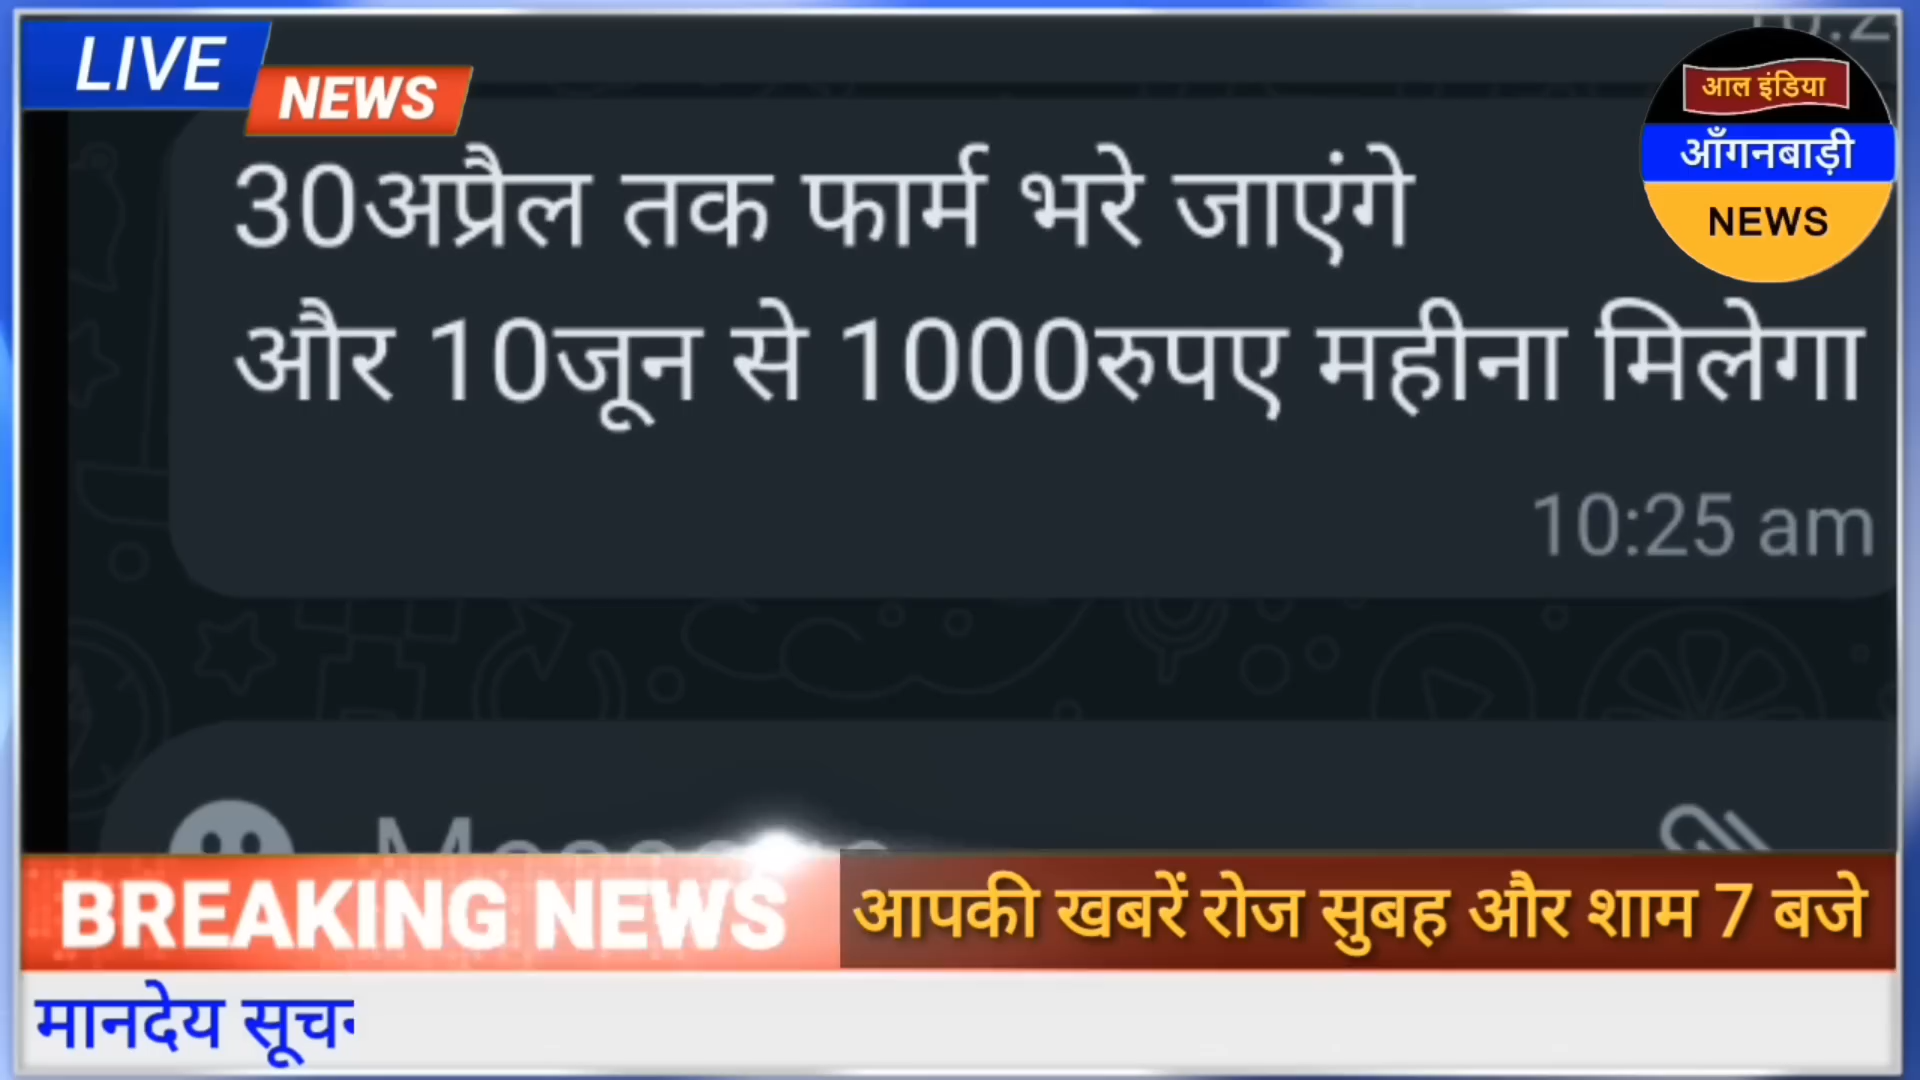 LIVE
NEWS
आल इंडिया
आँगनबाड़ी
NEWS
30अप्रैल तक फार्म भरे जाएंगे
और 10जून से 1000रुपए महीना मिलेगा
10:25 am
BREAKING NEWS
आपकी खबरें रोज सुबह और शाम 7 बजे
मानदेय